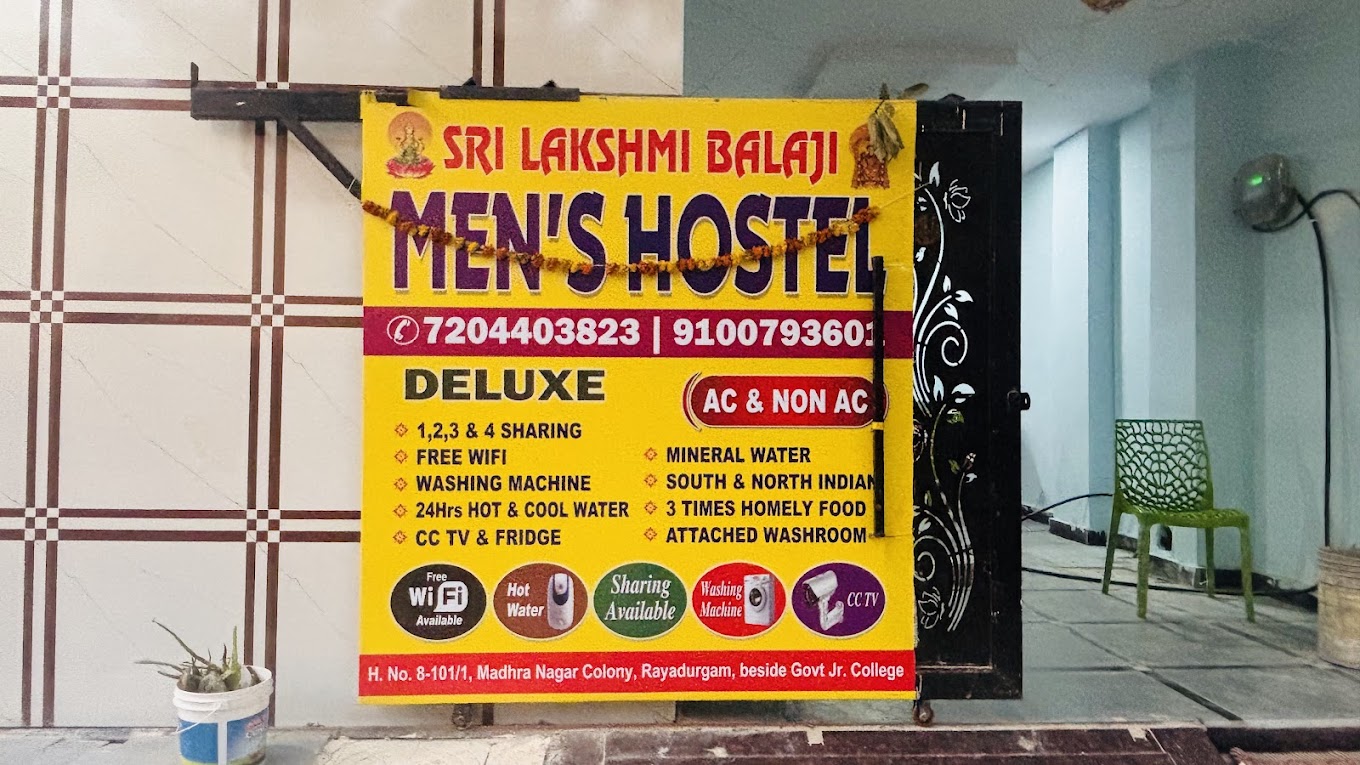 SRI LAKSHMI BALAJI
MEN'S HOSTEL
7204403823 | 9100793601
DELUXE
AC & NON AC
1,2,3 & 4 SHARING
FREE WIFI
WASHING MACHINE
24Hrs HOT & COOL WATER
CC TV & FRIDGE
MINERAL WATER
SOUTH & NORTH INDIAN
3 TIMES HOMELY FOOD
ATTACHED WASHROOM
Free
WiFi
Available
Hot
Water
Sharing
Available
Washing
Machine
CC TV
H. No. 8-101/1, Madhra Nagar Colony, Rayadurgam, beside Govt Jr. College